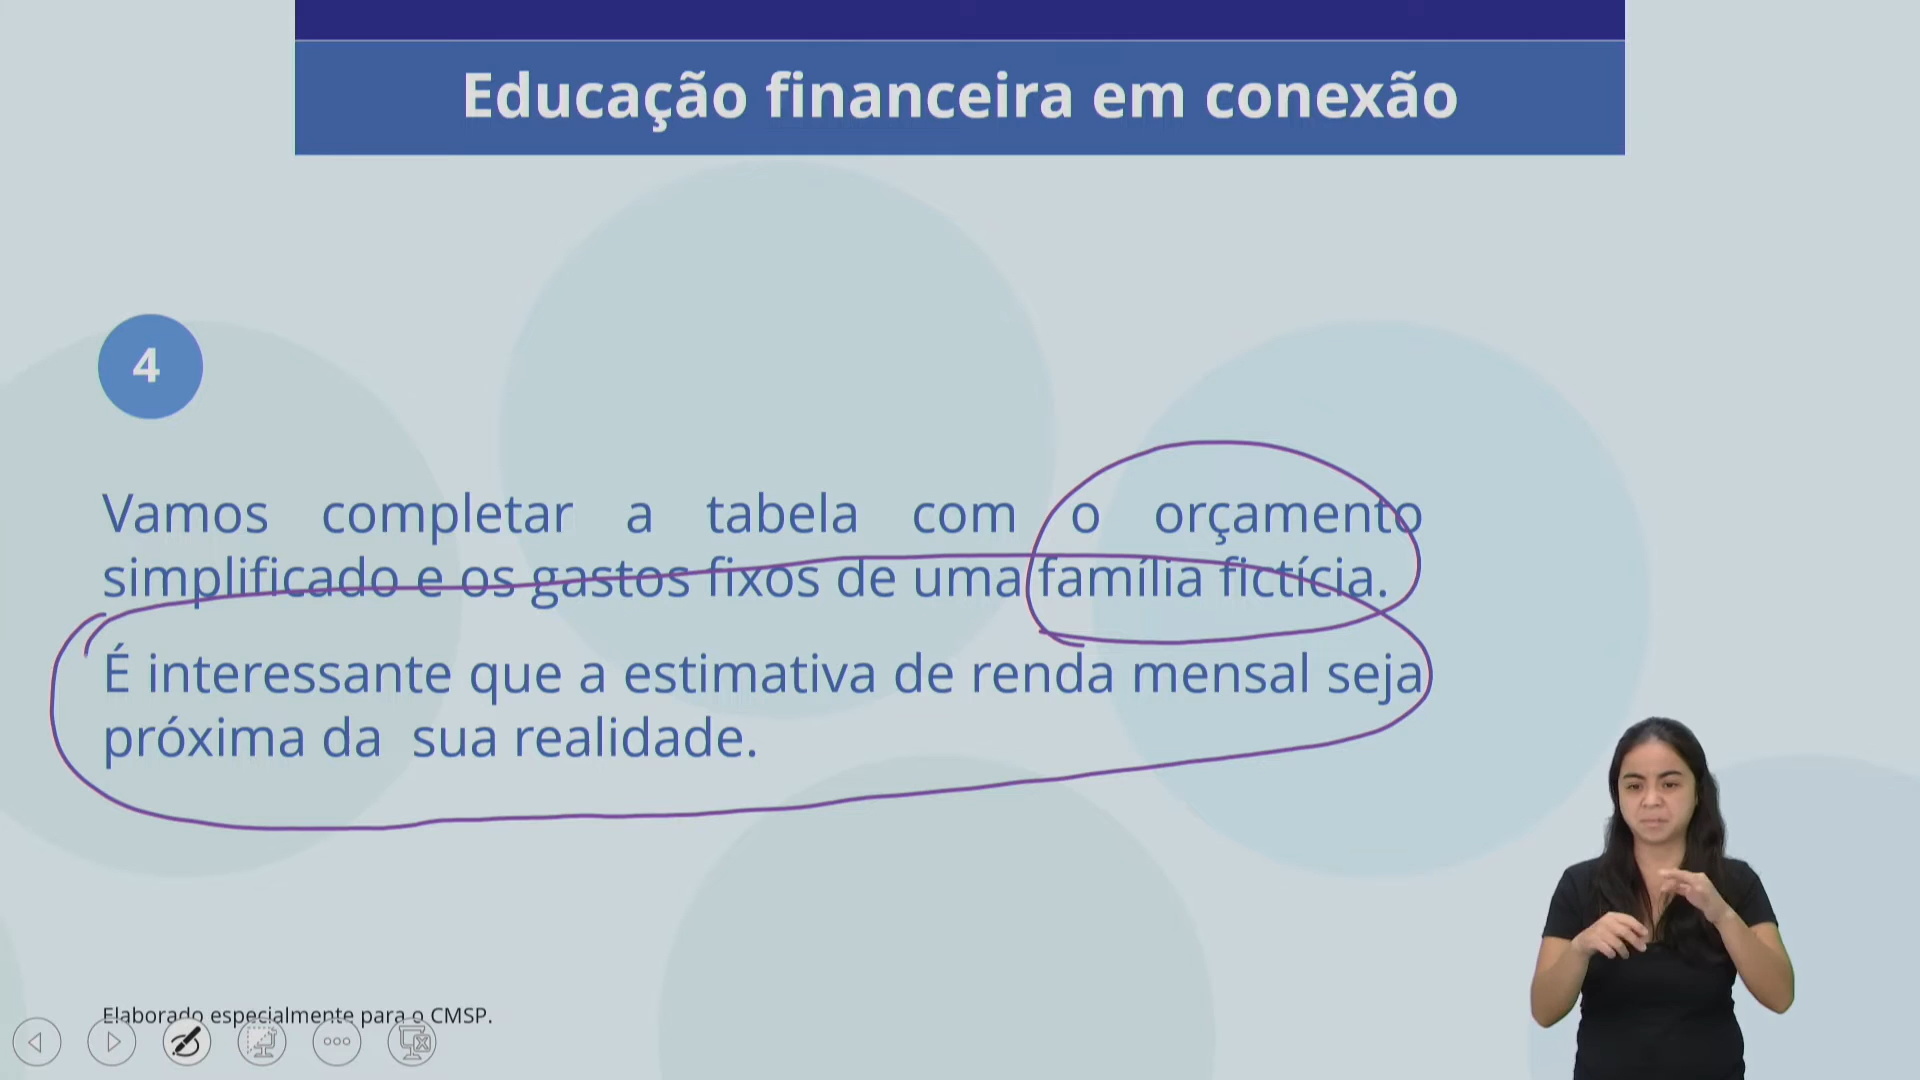 Educação financeira em conexão
4
Vamos completar a tabela com o orçamento
simplificado e os gastos fixos de uma família fictícia.
É interessante que a estimativa de renda mensal seja
próxima da sua realidade.
Elaborado especialmente para o CMSP.